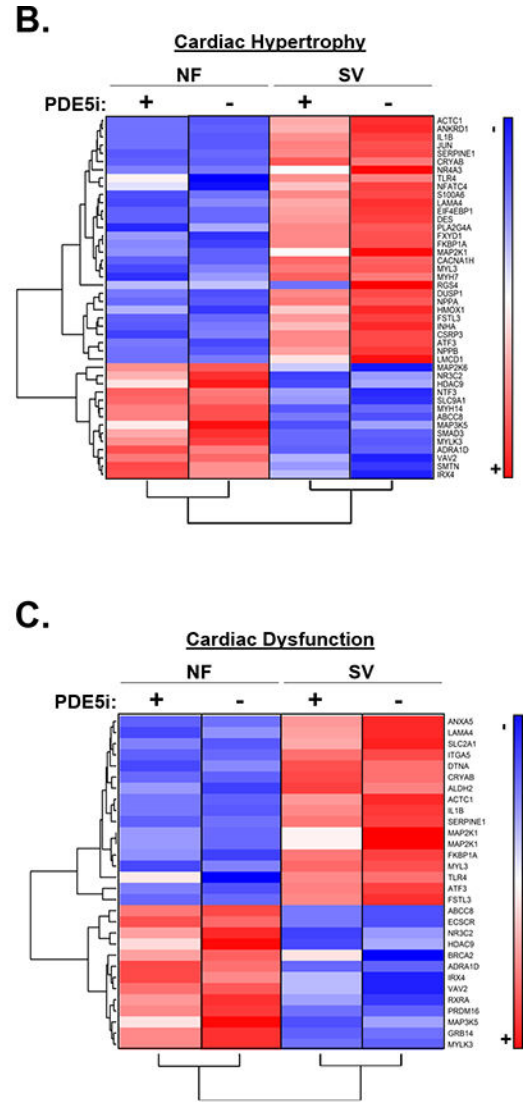 B.
Cardiac Hypertrophy
NF SV
PDE5i: + - + -
ACTC1
ANKRD1
IL1B
JUN
SERPINE1
CRYAB
NR4A3
TLR4
NFATC4
S100A6
LAMA4
EIF4EBP1
DES
PLA2G4A
FXYD1
FKBP1A
MAP2K1
CACNA1H
MYL3
MYH7
RGS4
DUSP1
NPPA
HMOX1
FSTL3
INHA
CSRP3
ATF3
NPPB
LMCD1
MAP2K6
NR3C2
HDAC9
NTF3
SLC9A1
MYH14
ABCC8
MAP3K5
SMAD3
MYLK3
ADRA1D
VAV2
SMTN
IRX4
-
+
C.
Cardiac Dysfunction
NF SV
PDE5i: + - + -
ANXA5
LAMA4
SLC2A1
ITGA5
DTNA
CRYAB
ALDH2
ACTC1
IL1B
SERPINE1
MAP2K1
MAP2K1
FKBP1A
MYL3
TLR4
ATF3
FSTL3
ABCC8
ECSCR
NR3C2
HDAC9
BRCA2
ADRA1D
IRX4
VAV2
RXRA
PRDM16
MAP3K5
GRB14
MYLK3
-
+